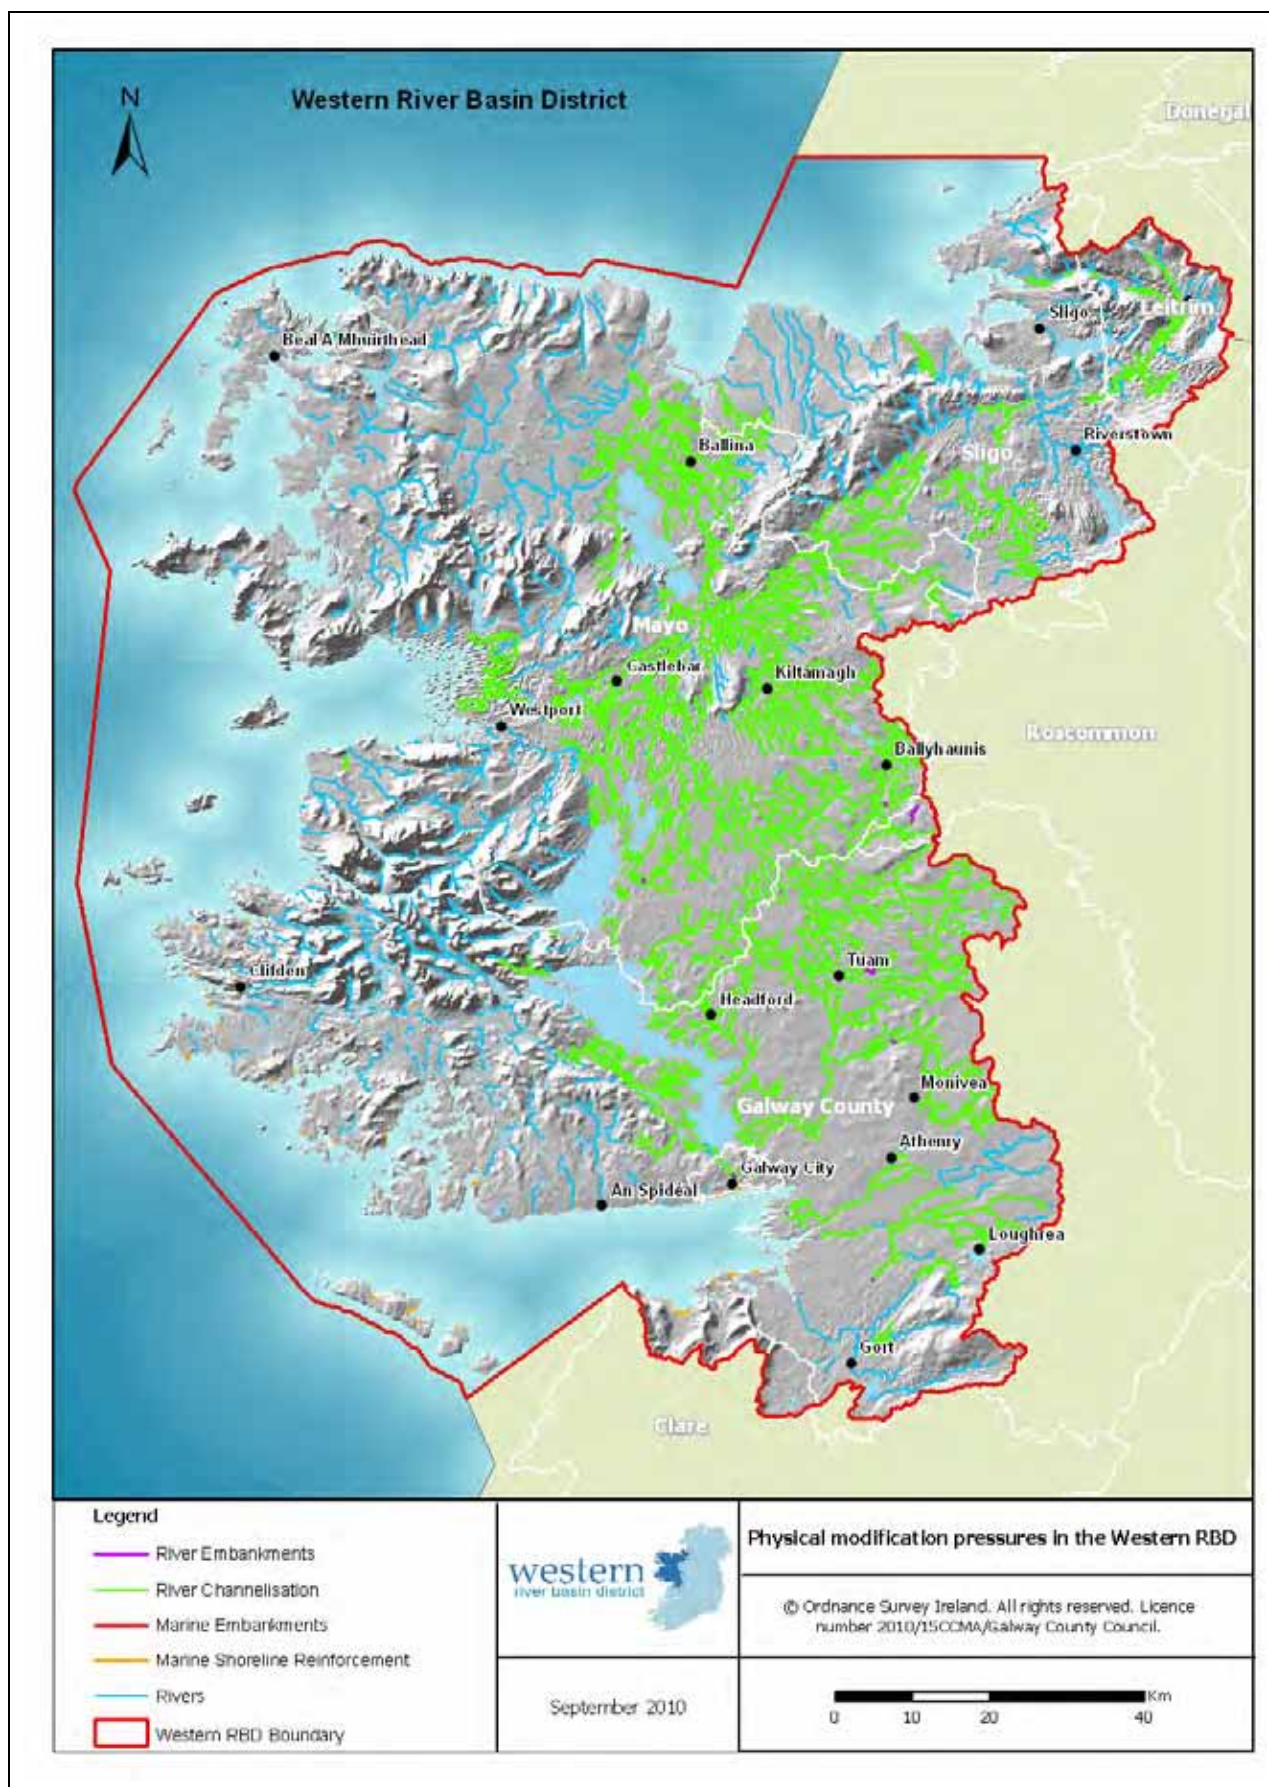 Western River Basin District
N
Donegal
Leitrim
Sligo
Beal A Mhuirthead
Riverstown
Ballina
Sligo
Mayo
Castlebar
Kiltamagh
Westport
Roscommon
Ballyhaunis
Tuam
Clifden
Headford
Monivea
Galway County
Athenry
Galway City
An Spidéal
Loughrea
Gort
Clare
Legend
River Embankments
River Channelisation
Marine Embankments
Marine Shoreline Reinforcement
Rivers
Western RBD Boundary
western
river basin district
September 2010
Physical modification pressures in the Western RBD
© Ordnance Survey Ireland. All rights reserved. Licence
number 2010/15CCMA/Galway County Council.
Km
0 10 20 40